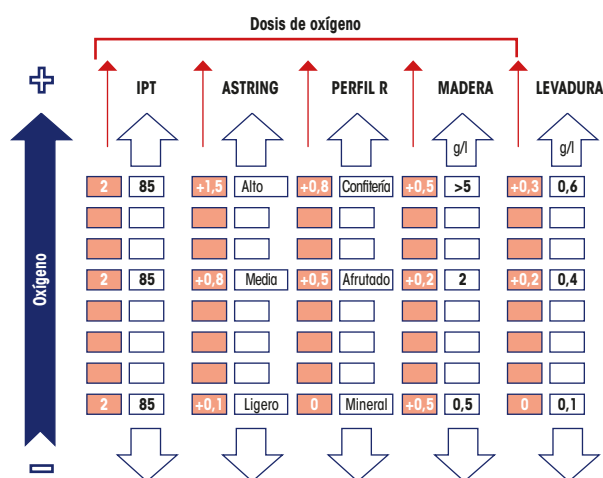 Dosis de oxígeno
IPT ASTRING PERFIL R MADERA LEVADURA
g/l g/l
2 85 +1,5 Alto +0,8 Confitería +0,5 >5 +0,3 0,6
2 85 +0,8 Media +0,5 Afrutado +0,2 2 +0,2 0,4
2 85 +0,1 Ligero 0 Mineral +0,5 0,5 0 0,1
Oxígeno